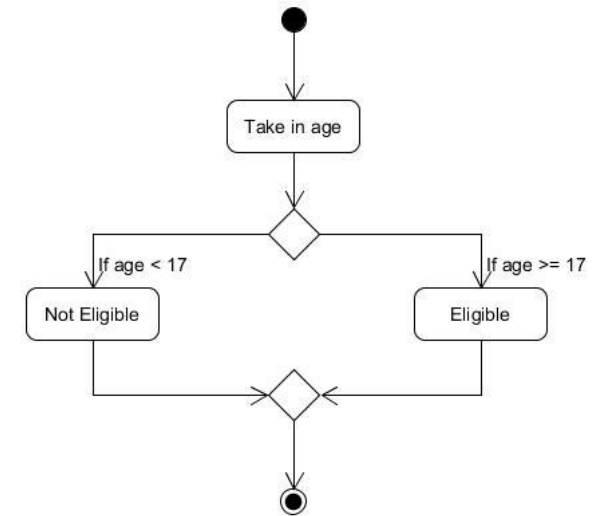 Take in age
If age < 17
If age >= 17
Not Eligible
Eligible